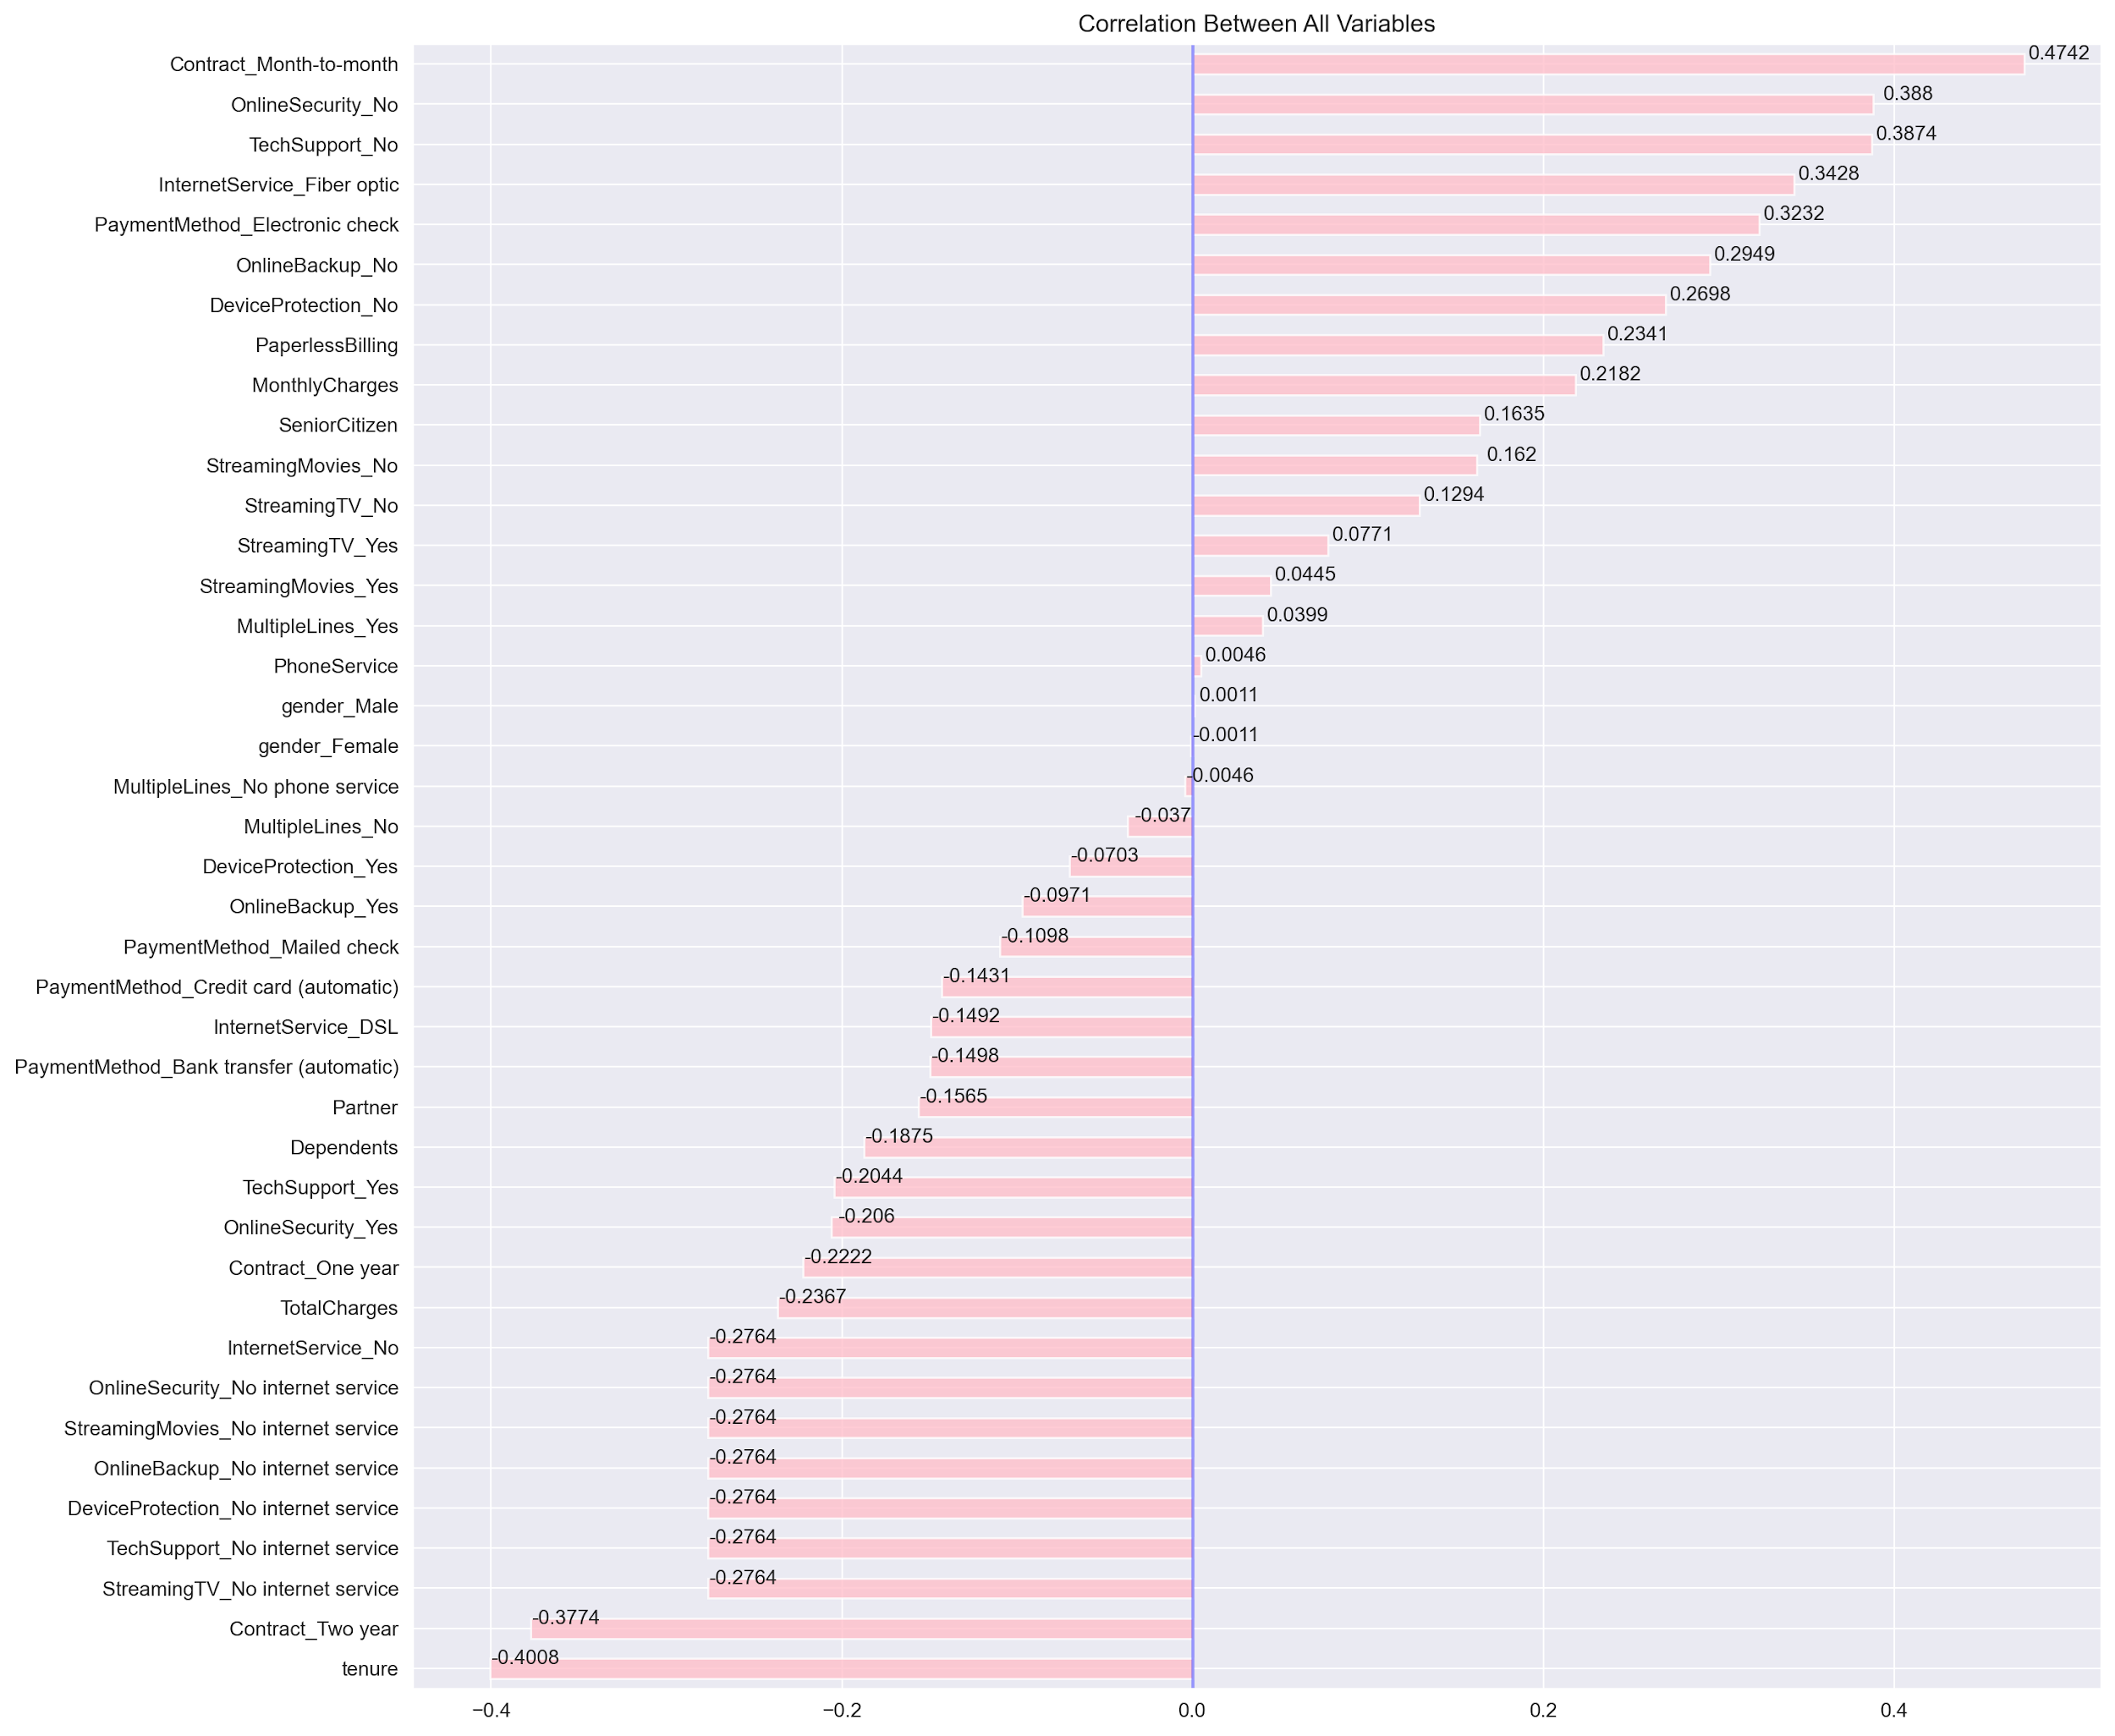 Correlation Between All Variables
Contract_Month-to-month 0.4742
OnlineSecurity_No 0.388
TechSupport_No 0.3874
InternetService_Fiber optic 0.3428
PaymentMethod_Electronic check 0.3232
OnlineBackup_No 0.2949
DeviceProtection_No 0.2698
PaperlessBilling 0.2341
MonthlyCharges 0.2182
SeniorCitizen 0.1635
StreamingMovies_No 0.162
StreamingTV_No 0.1294
StreamingTV_Yes 0.0771
StreamingMovies_Yes 0.0445
MultipleLines_Yes 0.0399
PhoneService 0.0046
gender_Male 0.0011
gender_Female -0.0011
MultipleLines_No phone service -0.0046
MultipleLines_No -0.037
DeviceProtection_Yes -0.0703
OnlineBackup_Yes -0.0971
PaymentMethod_Mailed check -0.1098
PaymentMethod_Credit card (automatic) -0.1431
InternetService_DSL -0.1492
PaymentMethod_Bank transfer (automatic) -0.1498
Partner -0.1565
Dependents -0.1875
TechSupport_Yes -0.2044
OnlineSecurity_Yes -0.206
Contract_One year -0.2222
TotalCharges -0.2367
InternetService_No -0.2764
OnlineSecurity_No internet service -0.2764
StreamingMovies_No internet service -0.2764
OnlineBackup_No internet service -0.2764
DeviceProtection_No internet service -0.2764
TechSupport_No internet service -0.2764
StreamingTV_No internet service -0.2764
Contract_Two year -0.3774
tenure -0.4008
−0.4 −0.2 0.0 0.2 0.4